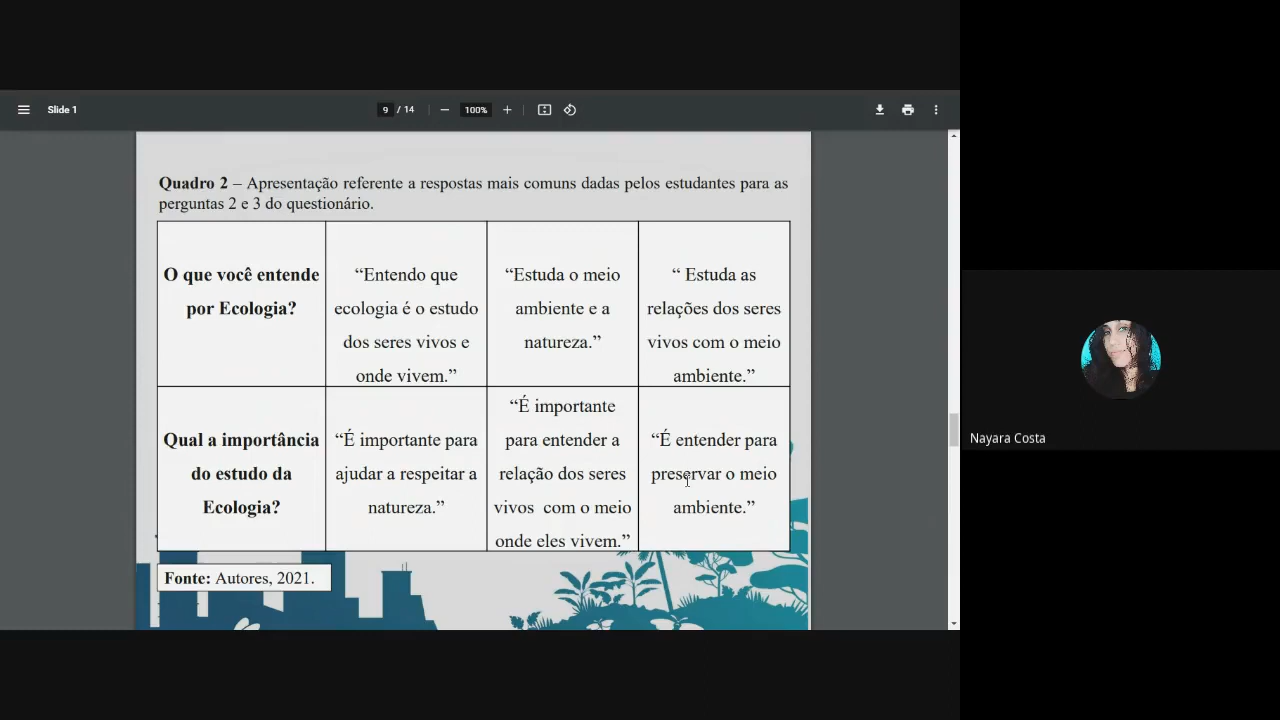 Slide 1
9 / 14
100%
Quadro 2 – Apresentação referente a respostas mais comuns dadas pelos estudantes para as
perguntas 2 e 3 do questionário.
O que você entende
por Ecologia?
“Entendo que
ecologia é o estudo
dos seres vivos e
onde vivem.”
“Estuda o meio
ambiente e a
natureza.”
“ Estuda as
relações dos seres
vivos com o meio
ambiente.”
Qual a importância
do estudo da
Ecologia?
“É importante para
ajudar a respeitar a
natureza.”
“É importante
para entender a
relação dos seres
vivos com o meio
onde eles vivem.”
“É entender para
preservar o meio
ambiente.”
Fonte: Autores, 2021.
Nayara Costa